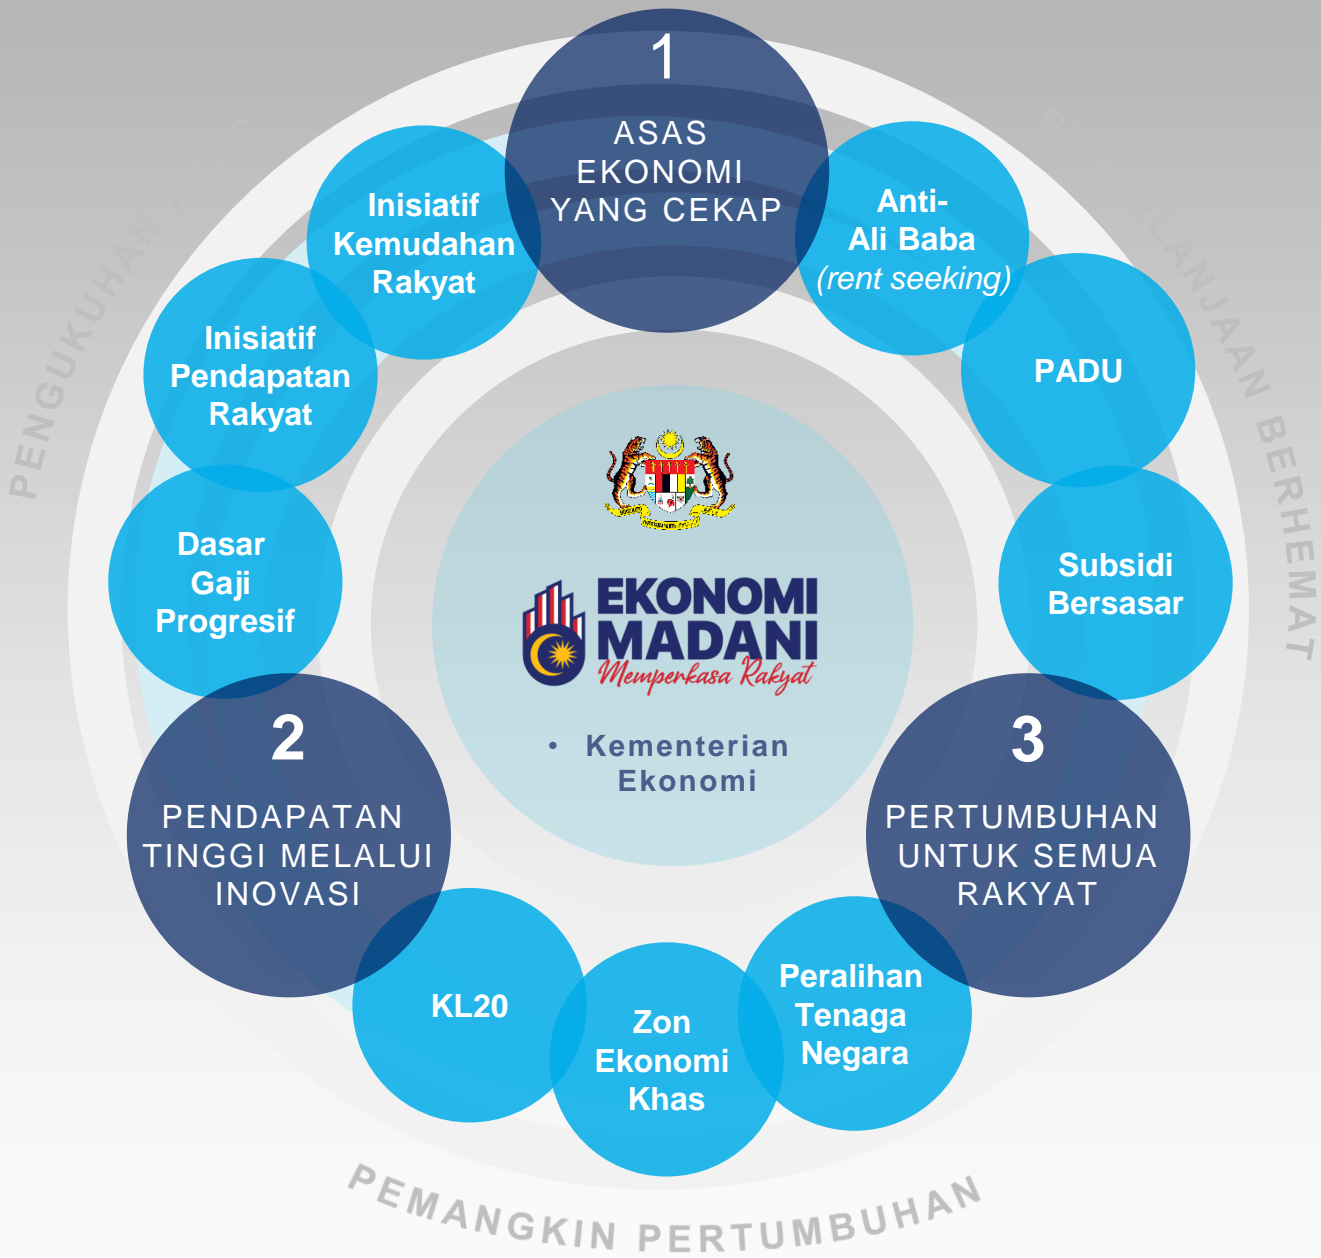 1
ASAS
EKONOMI
YANG CEKAP
Anti-
Ali Baba
(rent seeking)
PADU
Subsidi
Bersasar
3
PERTUMBUHAN
UNTUK SEMUA
RAKYAT
Peralihan
Tenaga
Negara
Zon
Ekonomi
Khas
KL20
2
PENDAPATAN
TINGGI MELALUI
INOVASI
Dasar
Gaji
Progresif
Inisiatif
Pendapatan
Rakyat
Inisiatif
Kemudahan
Rakyat
EKONOMI
MADANI
Memperkasa Rakyat
• Kementerian
Ekonomi
PENGUKUHAN
BERHEMAT
PEMANGKIN PERTUMBUHAN